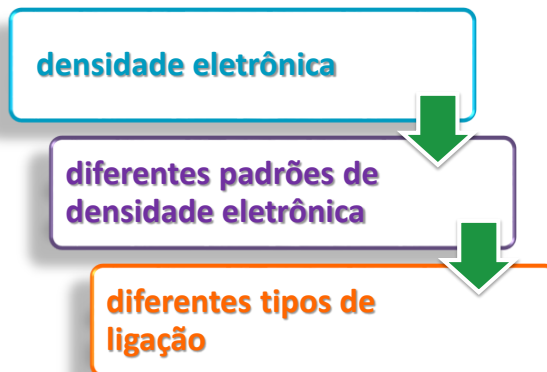 densidade eletrônica
diferentes padrões de
densidade eletrônica
diferentes tipos de
ligação